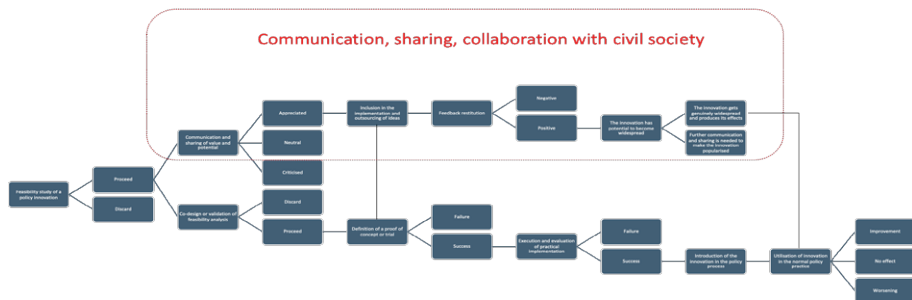 Communication, sharing, collaboration with civil society
Appreciated
Inclusion in the
implementation and
outsourcing of ideas
Feedback institution
Negative
Positive
The innovation has
potential to become
widespread
The innovation gets
genuinely widespread
and produces its effects
Further communication
and sharing is needed to
make the innovation
popularised
Communication and
sharing of value and
potential
Neutral
Criticised
Feasibility study of a
policy innovation
Proceed
Discard
Co-design or validation of
feasibility analysis
Discard
Proceed
Definition of a proof of
concept or trial
Failure
Success
Execution and evaluation
of practical
implementation
Failure
Success
Introduction of the
innovation in the policy
process
Utilisation of innovation
in the normal policy
practice
Improvement
No effect
Worsening